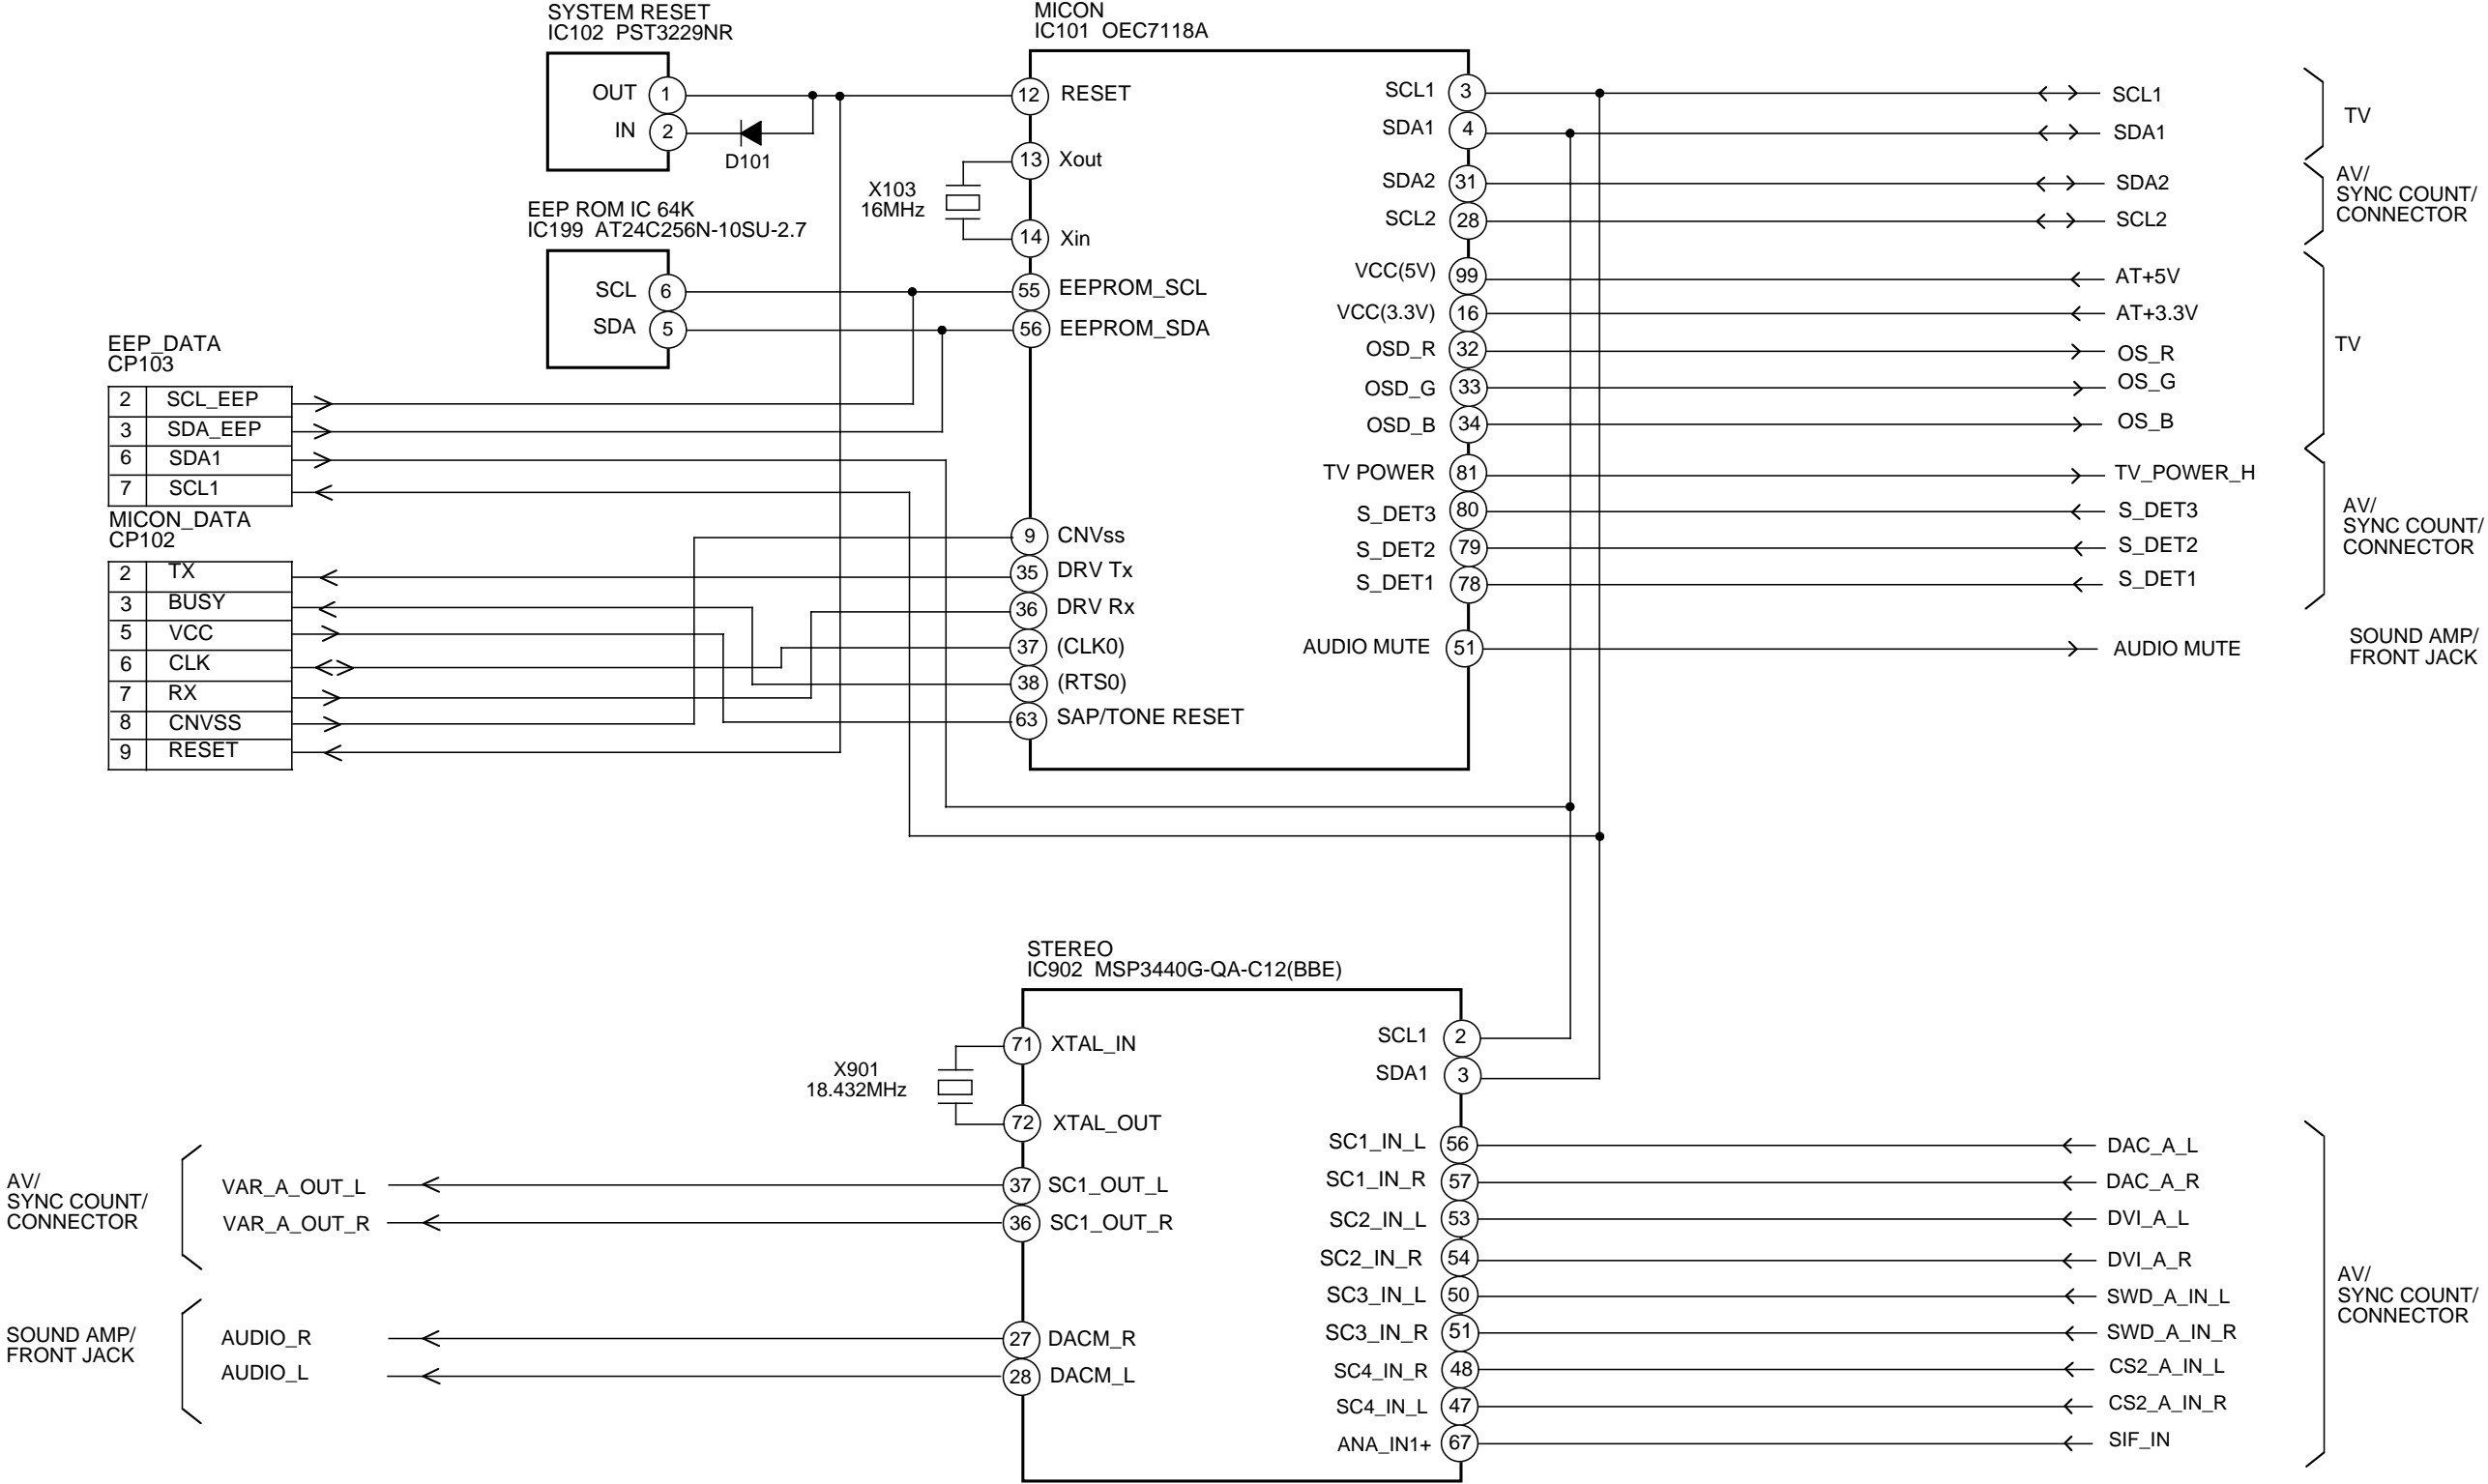 SYSTEM RESET
IC102 PST3229NR
OUT 1
IN 2
D101
EEP ROM IC 64K
IC199 AT24C256N-10SU-2.7
SCL 6
SDA 5
EEP_DATA
CP103
2 SCL_EEP
3 SDA_EEP
6 SDA1
7 SCL1
MICON_DATA
CP102
2 TX
3 BUSY
5 VCC
6 CLK
7 RX
8 CNVSS
9 RESET
X103
16MHz
MICON
IC101 OEC7118A
12 RESET
13 Xout
14 Xin
55 EEPROM_SCL
56 EEPROM_SDA
9 CNVss
35 DRV Tx
36 DRV Rx
37 (CLK0)
38 (RTS0)
63 SAP/TONE RESET
SCL1 3 SCL1
SDA1 4 SDA1
TV
SDA2 31 SDA2
SCL2 28 SCL2
AV/
SYNC COUNT/
CONNECTOR
VCC(5V) 99 AT+5V
VCC(3.3V) 16 AT+3.3V
OSD_R 32 OS_R
OSD_G 33 OS_G
OSD_B 34 OS_B
TV
TV POWER 81 TV_POWER_H
S_DET3 80 S_DET3
S_DET2 79 S_DET2
S_DET1 78 S_DET1
AV/
SYNC COUNT/
CONNECTOR
AUDIO MUTE 51 AUDIO MUTE
SOUND AMP/
FRONT JACK
STEREO
IC902 MSP3440G-QA-C12(BBE)
X901
18.432MHz
71 XTAL_IN
72 XTAL_OUT
AV/
SYNC COUNT/
CONNECTOR
VAR_A_OUT_L 37 SC1_OUT_L
VAR_A_OUT_R 36 SC1_OUT_R
SOUND AMP/
FRONT JACK
AUDIO_R 27 DACM_R
AUDIO_L 28 DACM_L
SCL1 2
SDA1 3
SC1_IN_L 56 DAC_A_L
SC1_IN_R 57 DAC_A_R
SC2_IN_L 53 DVI_A_L
SC2_IN_R 54 DVI_A_R
SC3_IN_L 50 SWD_A_IN_L
SC3_IN_R 51 SWD_A_IN_R
SC4_IN_R 48 CS2_A_IN_L
SC4_IN_L 47 CS2_A_IN_R
ANA_IN1+ 67 SIF_IN
AV/
SYNC COUNT/
CONNECTOR